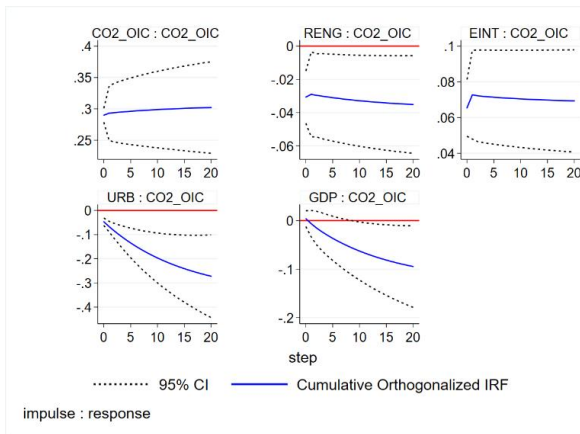 CO2_OIC : CO2_OIC
RENG : CO2_OIC
EINT : CO2_OIC
.4
.35
.3
.25
0
-.02
-.04
-.06
.1
.08
.06
.04
0 5 10 15 20
0 5 10 15 20
0 5 10 15 20
URB : CO2_OIC
GDP : CO2_OIC
0
-.1
-.2
-.3
-.4
0
-.1
-.2
0 5 10 15 20
0 5 10 15 20
step
95% CI
Cumulative Orthogonalized IRF
impulse : response